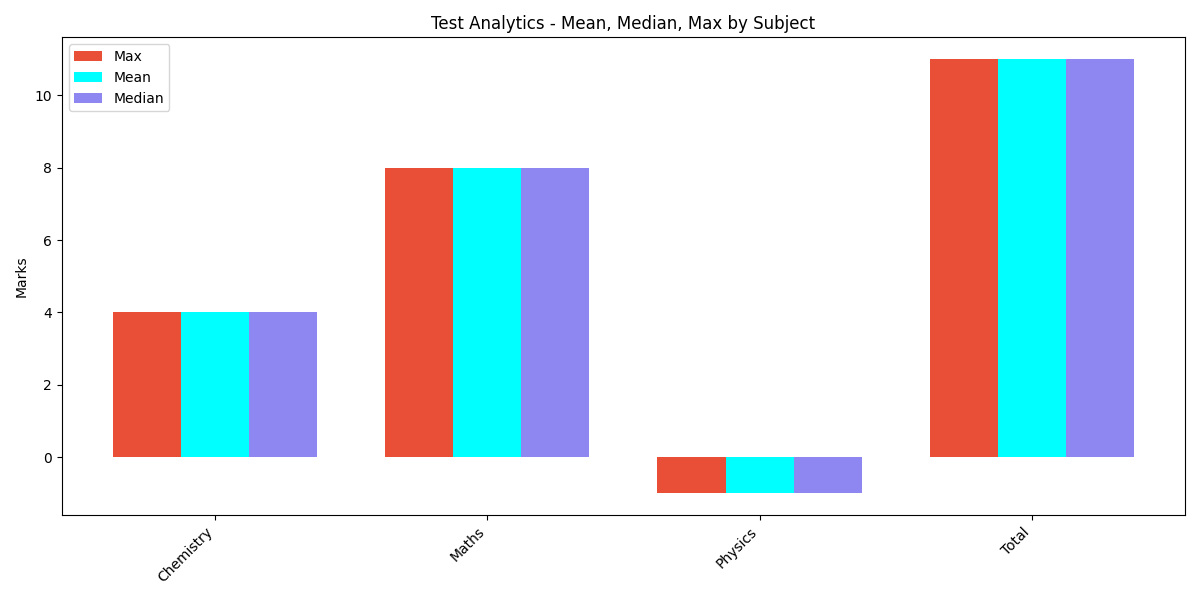 Test Analytics - Mean, Median, Max by Subject
Max
Mean
Median
Marks
10
8
6
4
2
0
Chemistry
Maths
Physics
Total